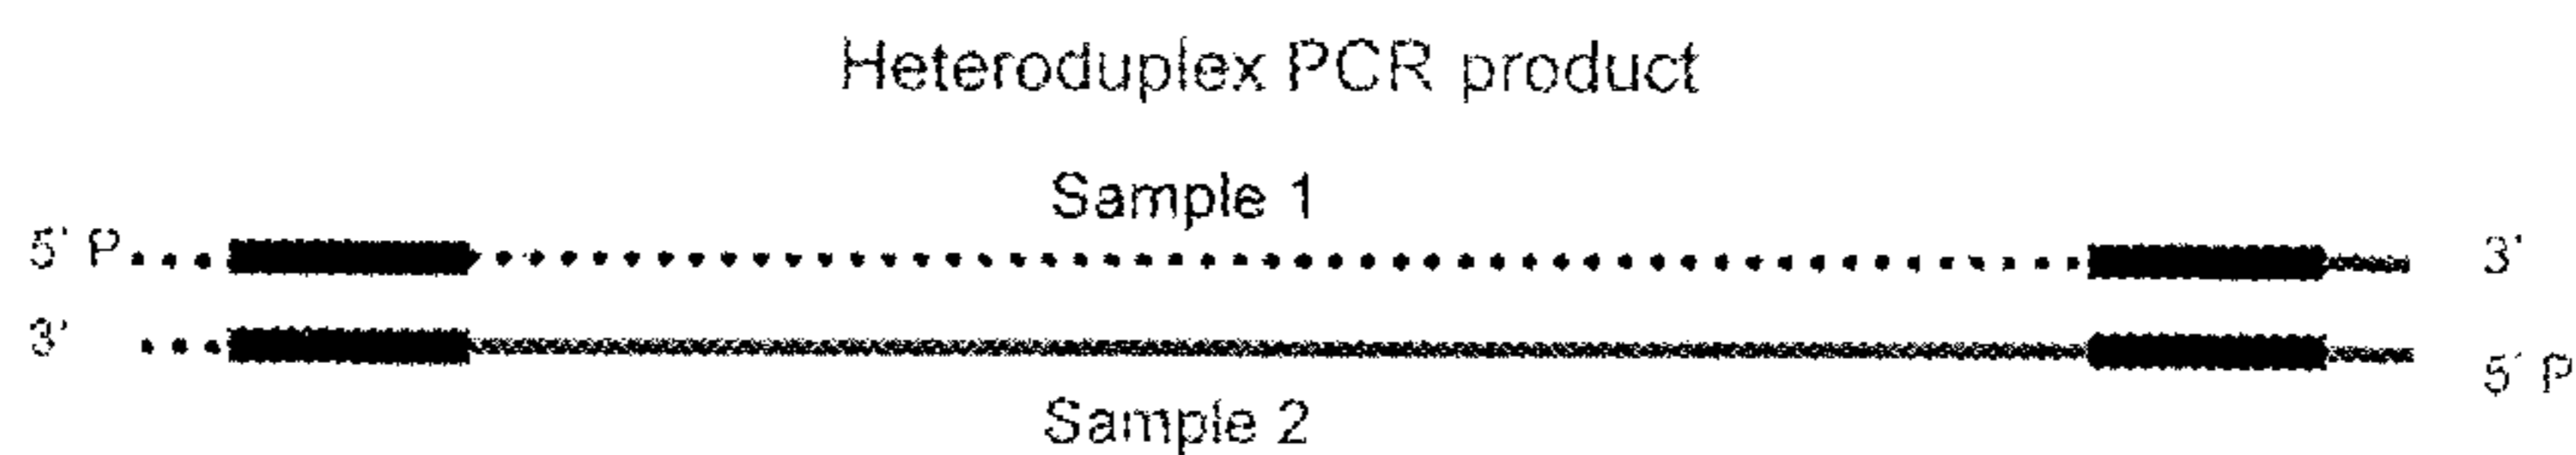 Heteroduplex PCR product
Sample 1
5' P 3'
3' 5' P
Sample 2